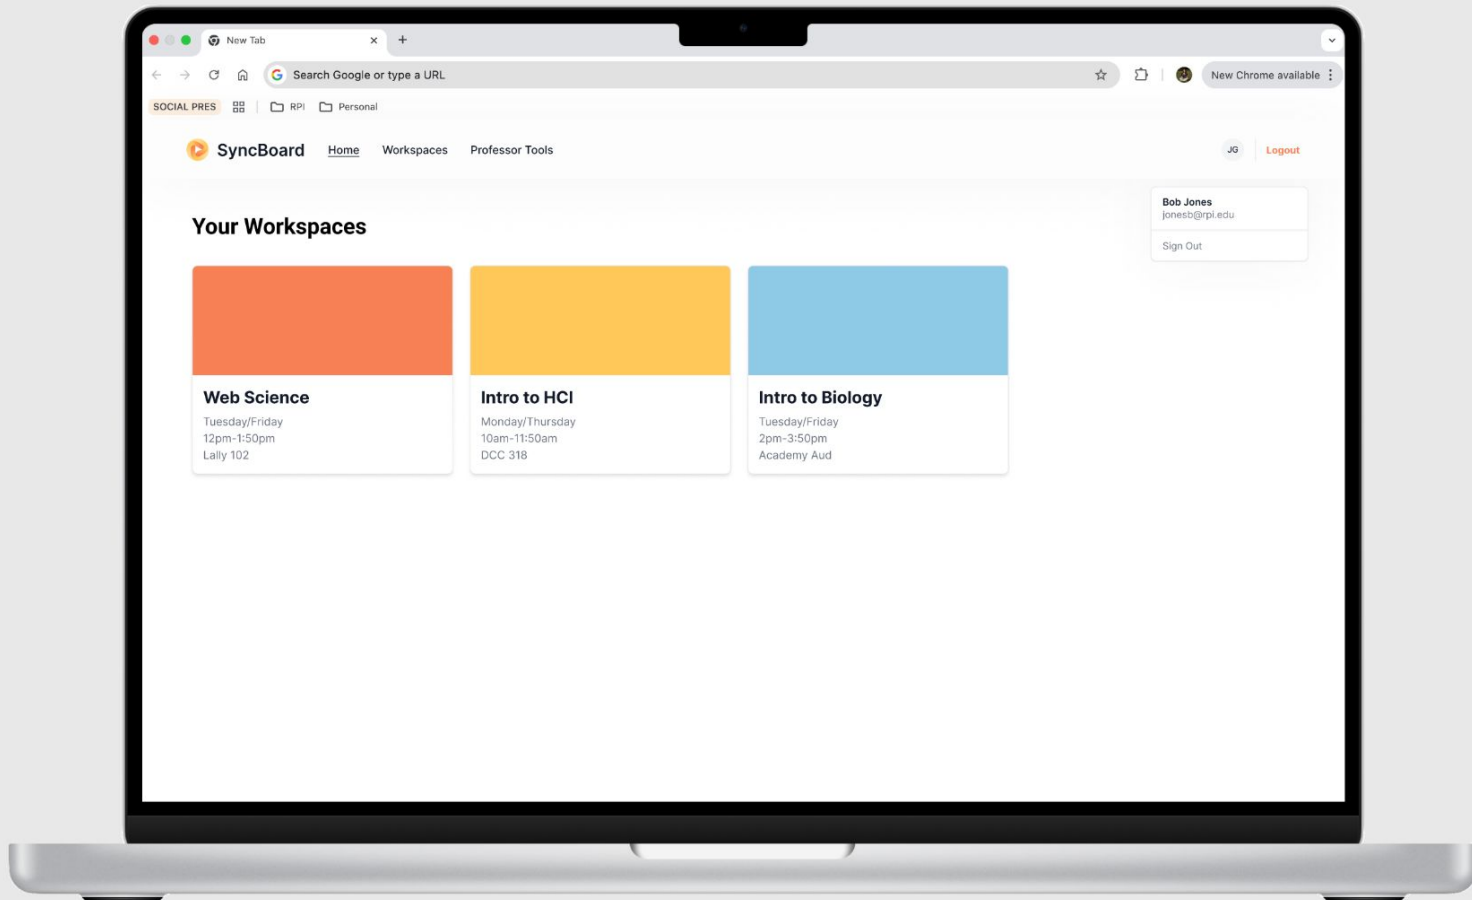 New Tab
Search Google or type a URL
New Chrome available
SOCIAL PRES
RPI
Personal
SyncBoard
Home
Workspaces
Professor Tools
JG
Logout
Bob Jones
jonesb@rpi.edu
Sign Out
Your Workspaces
Web Science
Tuesday/Friday
12pm-1:50pm
Lally 102
Intro to HCI
Monday/Thursday
10am-11:50am
DCC 318
Intro to Biology
Tuesday/Friday
2pm-3:50pm
Academy Aud